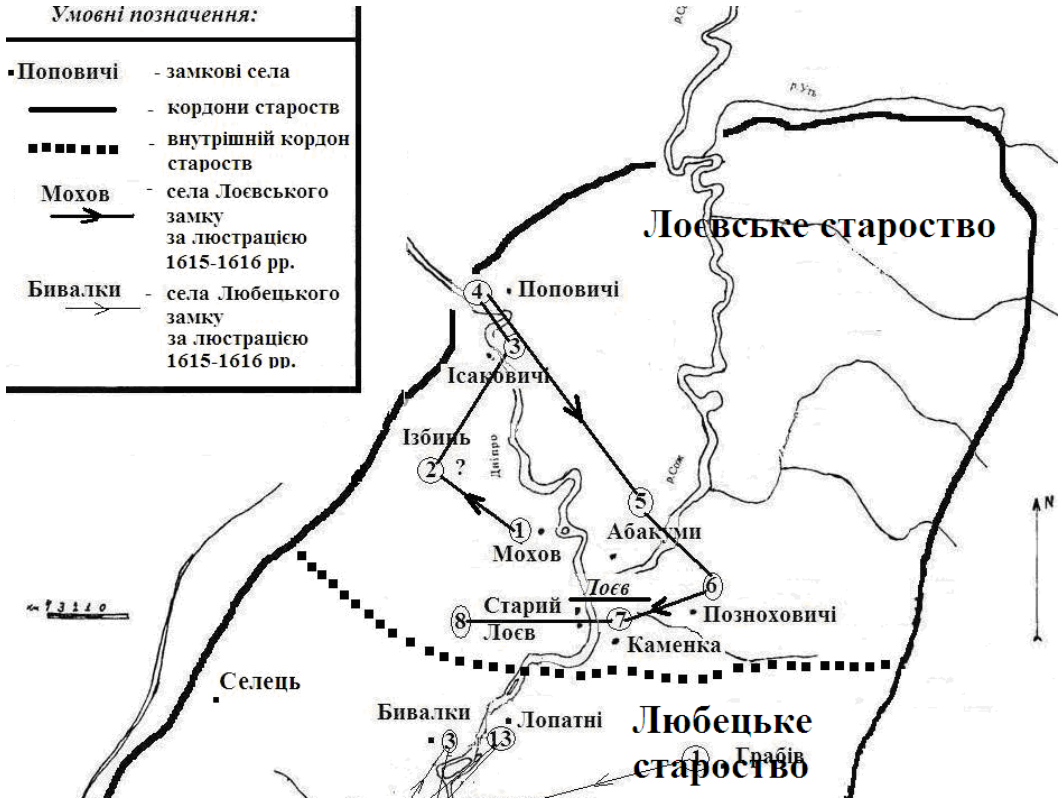 Умовні позначення:
Поповичі - замкові села
- кордони староств
- внутрішній кордон
староств
Мохов - села Лоєвського
замку
за люстрацією
1615-1616 рр.
Бивалки - села Любецького
замку
за люстрацією
1615-1616 рр.
р.Уть
Лоєвське староство
4
Поповичі
3
Ісаковичі
Ізбинь
2 ?
Дніпро
р.Сож
5
1
Мохов
Абакуми
N
6
Лоєв
Старий
Лоєв
8
7
Позноховичі
Каменка
Селець
Бивалки
3
Лопатні
13
Любецьке
староство
1
Грабів